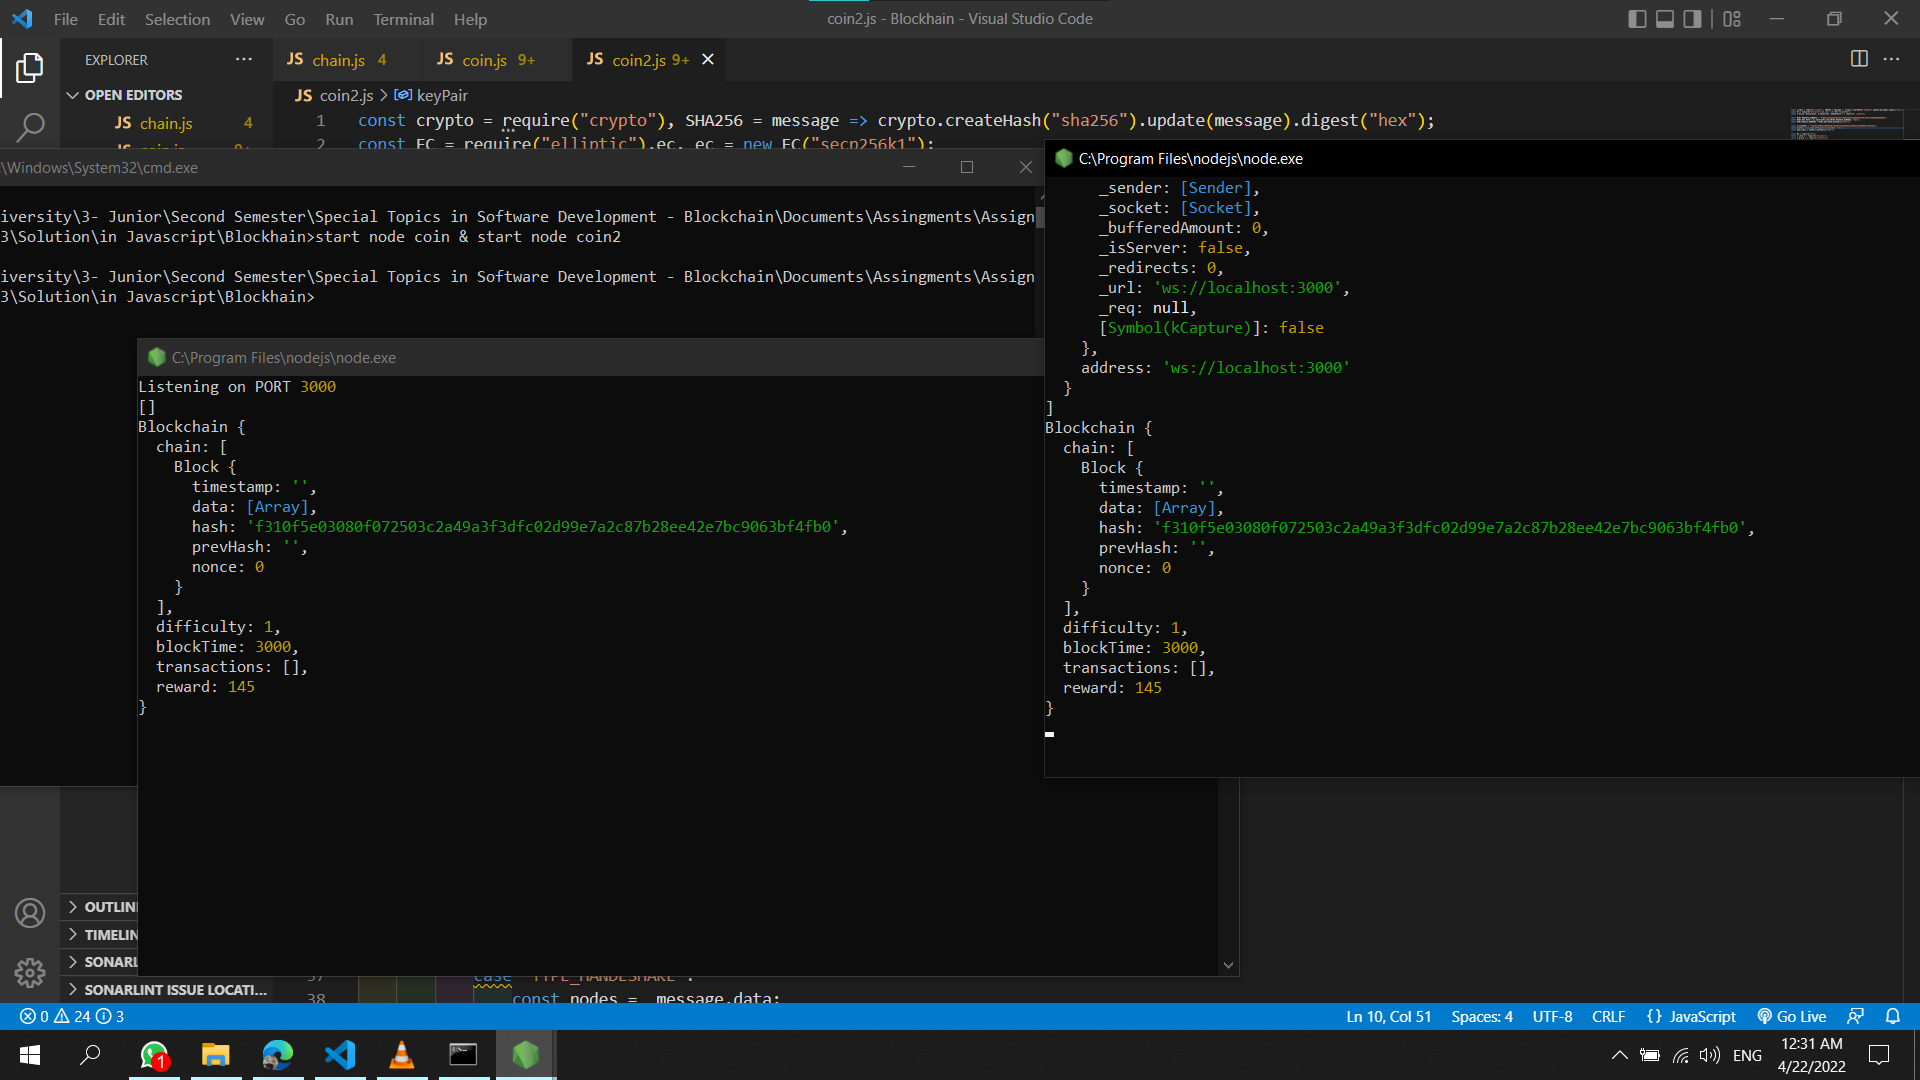 File Edit Selection View Go Run Terminal Help
coin2.js - Blockhain - Visual Studio Code
EXPLORER
JS chain.js 4
JS coin.js 9+
JS coin2.js 9+
OPEN EDITORS
JS coin2.js > keyPair
JS chain.js 4
1 const crypto = require("crypto"), SHA256 = message => crypto.createHash("sha256").update(message).digest("hex");
2 const EC = require("elliptic").ec, ec = new EC("secp256k1");
:\Windows\System32\cmd.exe
iversity\3- Junior\Second Semester\Special Topics in Software Development - Blockchain\Documents\Assingments\Assign
3\Solution\in Javascript\Blockhain>start node coin & start node coin2
iversity\3- Junior\Second Semester\Special Topics in Software Development - Blockchain\Documents\Assingments\Assign
3\Solution\in Javascript\Blockhain>
C:\Program Files\nodejs\node.exe
Listening on PORT 3000
[]
Blockchain {
chain: [
Block {
timestamp: '',
data: [Array],
hash: 'f310f5e03080f072503c2a49a3f3dfc02d99e7a2c87b28ee42e7bc9063bf4fb0',
prevHash: '',
nonce: 0
}
],
difficulty: 1,
blockTime: 3000,
transactions: [],
reward: 145
}
C:\Program Files\nodejs\node.exe
_sender: [Sender],
_socket: [Socket],
_bufferedAmount: 0,
_isServer: false,
_redirects: 0,
_url: 'ws://localhost:3000',
_req: null,
[Symbol(kCapture)]: false
},
address: 'ws://localhost:3000'
}
]
Blockchain {
chain: [
Block {
timestamp: '',
data: [Array],
hash: 'f310f5e03080f072503c2a49a3f3dfc02d99e7a2c87b28ee42e7bc9063bf4fb0',
prevHash: '',
nonce: 0
}
],
difficulty: 1,
blockTime: 3000,
transactions: [],
reward: 145
}
OUTLIN
TIMELIN
SONARL
SONARLINT ISSUE LOCATI...
37 case "TYPE_HANDESHAKE":
38 const nodes = _message.data;
0 24 3
Ln 10, Col 51 Spaces: 4 UTF-8 CRLF {} JavaScript Go Live
1
ENG
12:31 AM
4/22/2022